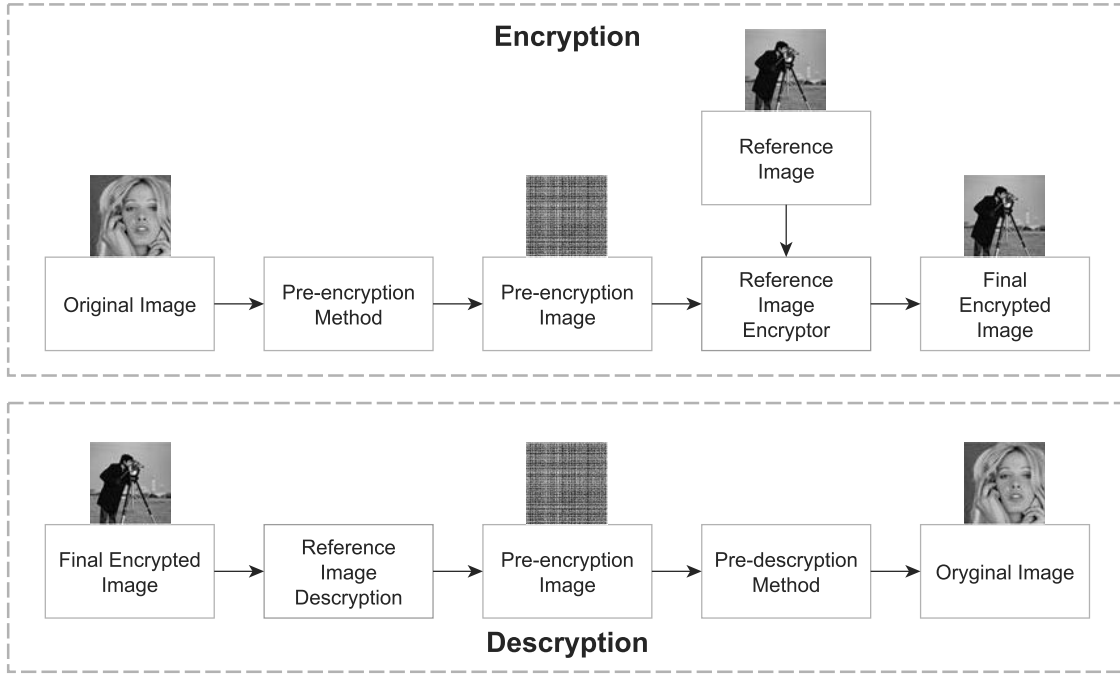 Encryption
Reference
Image
Original Image
Pre-encryption
Method
Pre-encryption
Image
Reference
Image
Encryptor
Final
Encrypted
Image
Final Encrypted
Image
Reference
Image
Descryption
Pre-encryption
Image
Pre-descryption
Method
Oryginal Image
Descryption